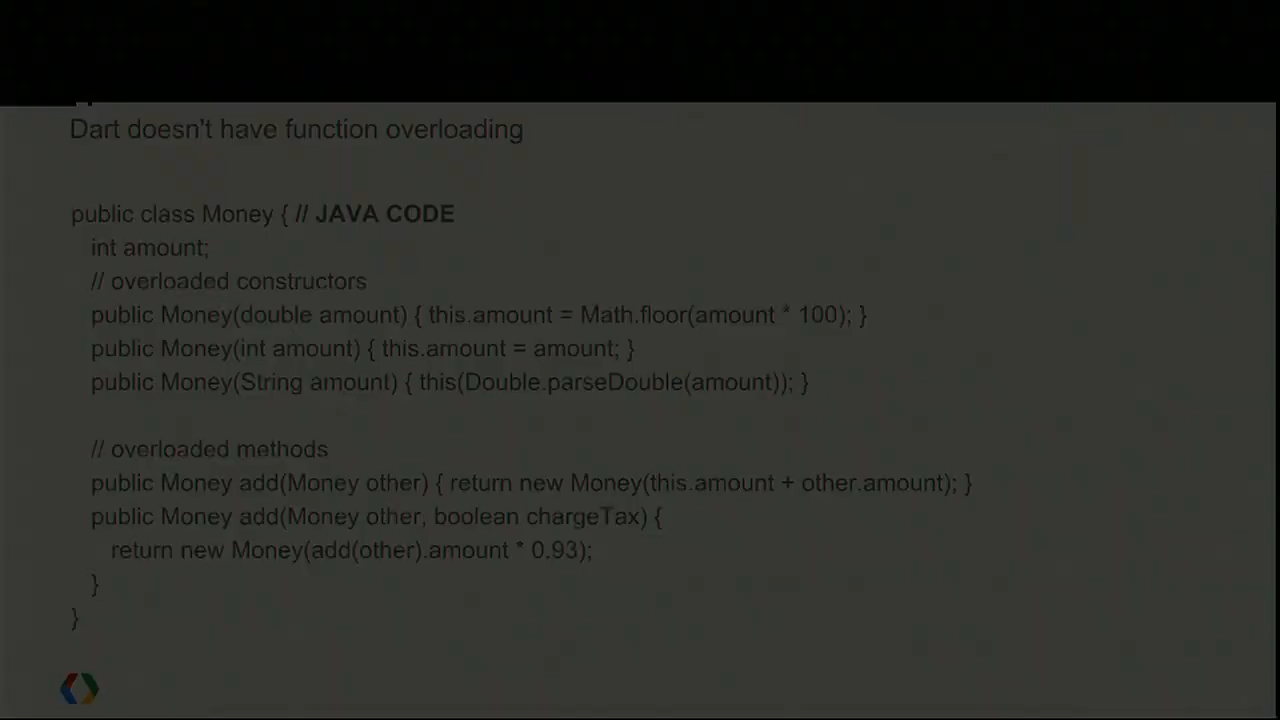 Dart doesn't have function overloading
public class Money { // JAVA CODE
int amount;
// overloaded constructors
public Money(double amount) { this.amount = Math.floor(amount * 100); }
public Money(int amount) { this.amount = amount; }
public Money(String amount) { this(Double.parseDouble(amount)); }
// overloaded methods
public Money add(Money other) { return new Money(this.amount + other.amount); }
public Money add(Money other, boolean chargeTax) {
return new Money(add(other).amount * 0.93);
}
}